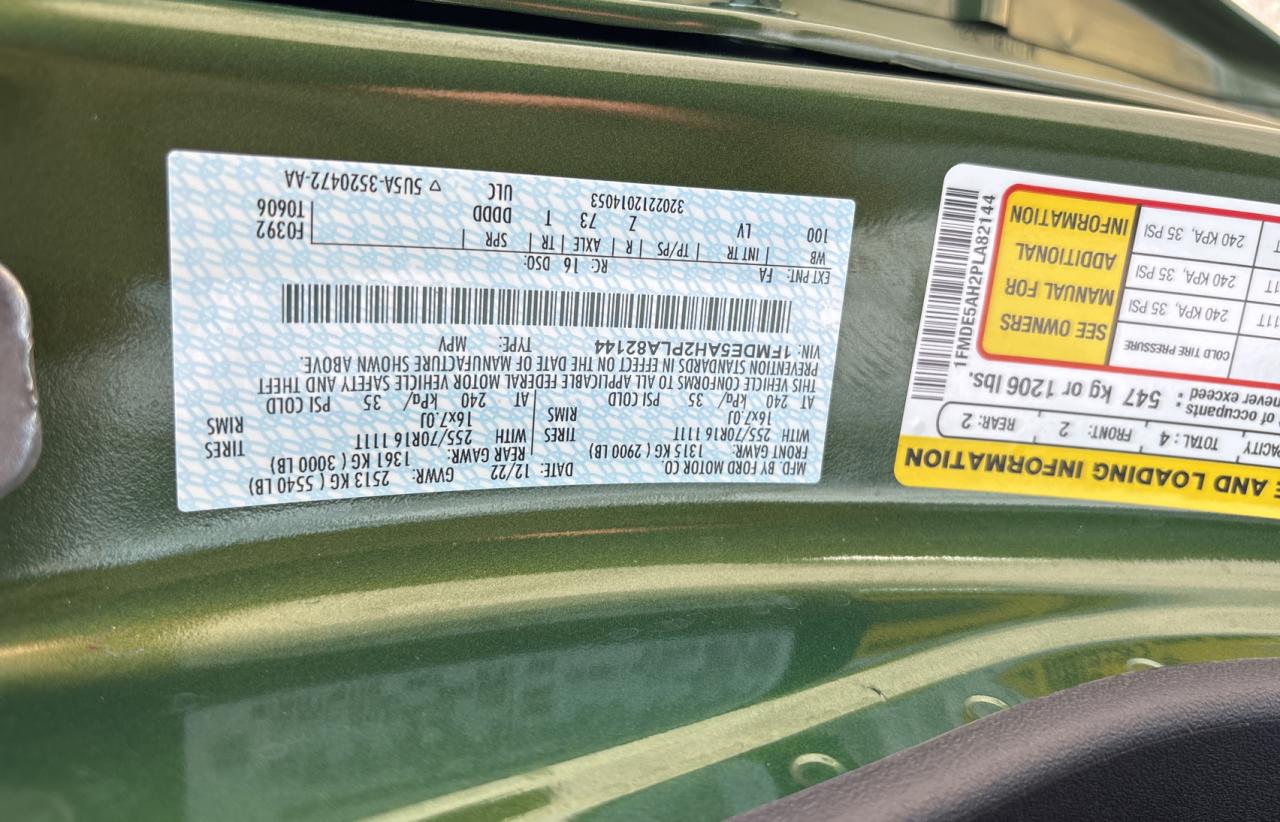 MFD. BY FORD MOTOR CO. DATE: 12/22 GVWR: 2513 KG ( 5540 LB)
FRONT GAWR: 1315 KG ( 2900 LB) REAR GAWR: 1361 KG ( 3000 LB)
WITH 255/70R16 111T TIRES WITH 255/70R16 111T TIRES
16x7.0J RIMS 16x7.0J RIMS
AT 240 kPa/ 35 PSI COLD AT 240 kPa/ 35 PSI COLD
THIS VEHICLE CONFORMS TO ALL APPLICABLE FEDERAL MOTOR VEHICLE SAFETY AND THEFT
PREVENTION STANDARDS IN EFFECT ON THE DATE OF MANUFACTURE SHOWN ABOVE.
VIN: 1FMDE5AH2PLA82144 TYPE: MPV
EXT PNT: FA RC: 16 DSO:
WB INT TR TP/PS R AXLE TR SPR F0392
100 LV Z 73 T DDDD T0606
3202212014053 ULC ▽ 5USA-3520472-AA
E AND LOADING INFORMATION
PACITY TOTAL : 4 FRONT: 2 REAR: 2
of occupants
never exceed : 547 kg or 1206 lbs.
COLD TIRE PRESSURE
11T 240 KPA, 35 PSI
1T 240 KPA, 35 PSI
T 240 KPA, 35 PSI
SEE OWNERS
MANUAL FOR
ADDITIONAL
INFORMATION
1FMDE5AH2PLA82144